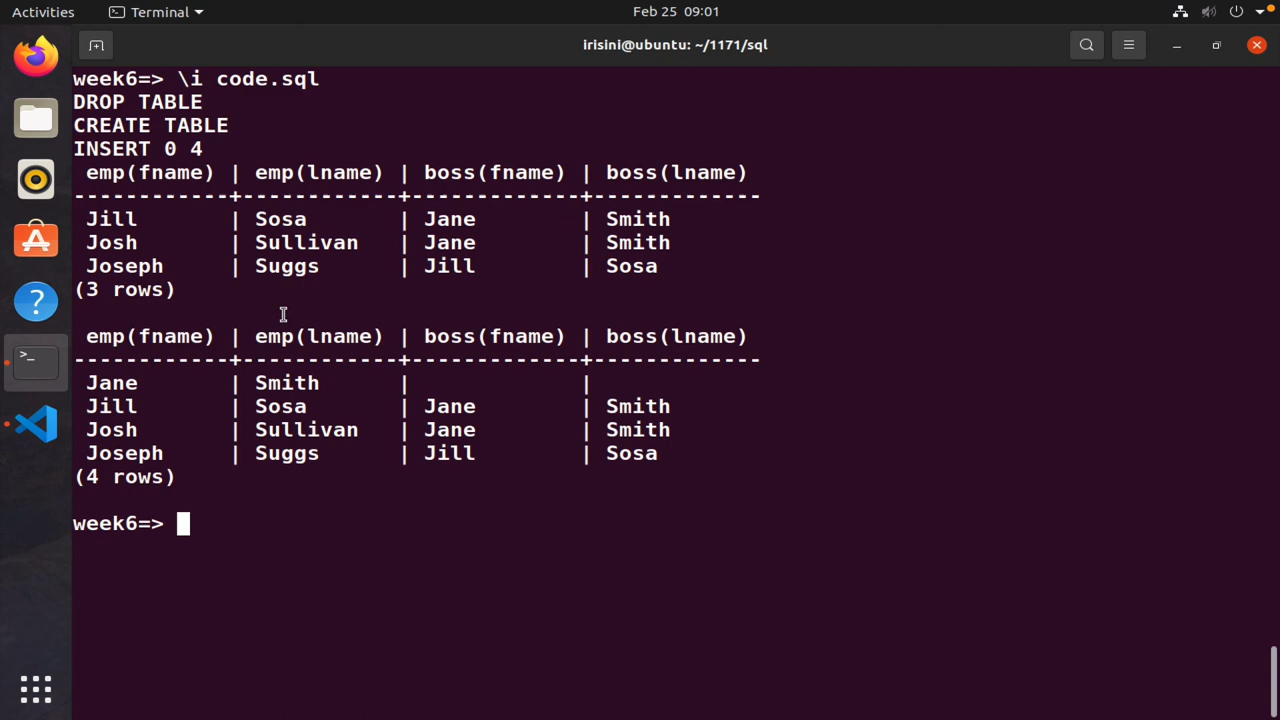 Activities Terminal Feb 25 09:01
irisini@ubuntu: ~/1171/sql
week6=> \i code.sql
DROP TABLE
CREATE TABLE
INSERT 0 4
emp(fname) | emp(lname) | boss(fname) | boss(lname)
------------+------------+-------------+-------------
Jill | Sosa | Jane | Smith
Josh | Sullivan | Jane | Smith
Joseph | Suggs | Jill | Sosa
(3 rows)
emp(fname) | emp(lname) | boss(fname) | boss(lname)
------------+------------+-------------+-------------
Jane | Smith | |
Jill | Sosa | Jane | Smith
Josh | Sullivan | Jane | Smith
Joseph | Suggs | Jill | Sosa
(4 rows)
week6=>